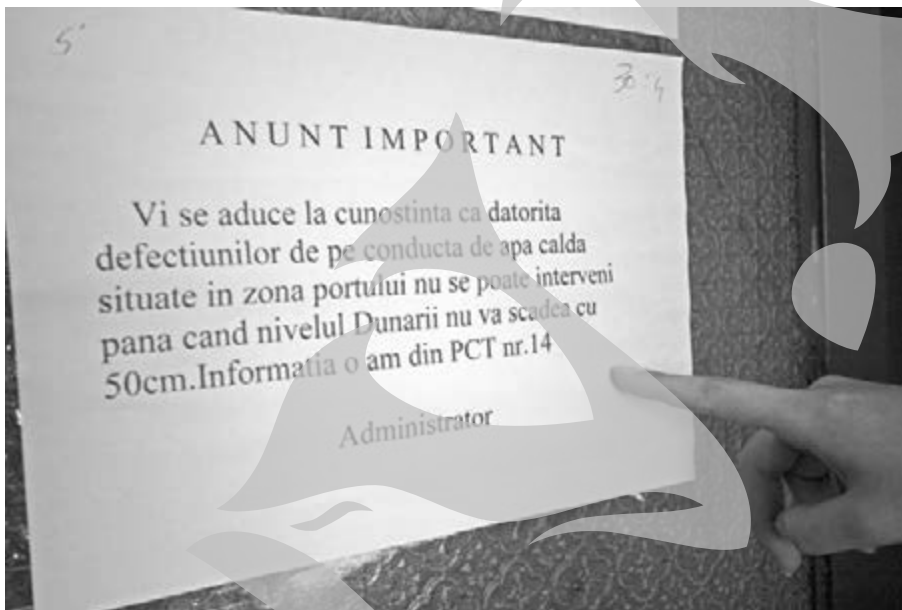 ANUNT IMPORTANT
Vi se aduce la cunostinta ca datorita
defectiunilor de pe conducta de apa calda
situate in zona portului nu se poate interveni
pana cand nivelul Dunarii nu va scadea cu
50cm.Informatia o am din PCT nr.14
Administrator